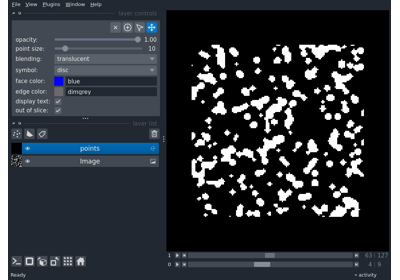 File View Plugins Window Help
layer controls
opacity: 1.00
point size: 10
blending: translucent
symbol: disc
face color: blue
edge color: dimgrey
display text:
out of slice:
layer list
points
Image
1 63 / 127
0 4 / 9
Ready activity